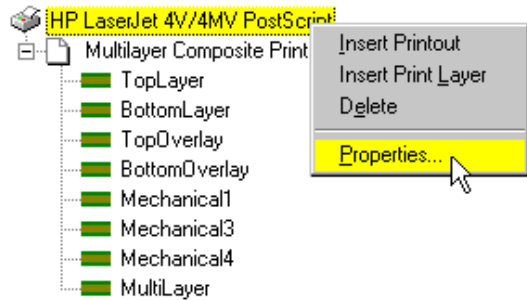 HP LaserJet 4V/4MV PostScript
Multilayer Composite Print
TopLayer
BottomLayer
TopOverlay
BottomOverlay
Mechanical1
Mechanical3
Mechanical4
MultiLayer
Insert Printout
Insert Print Layer
Delete
Properties...